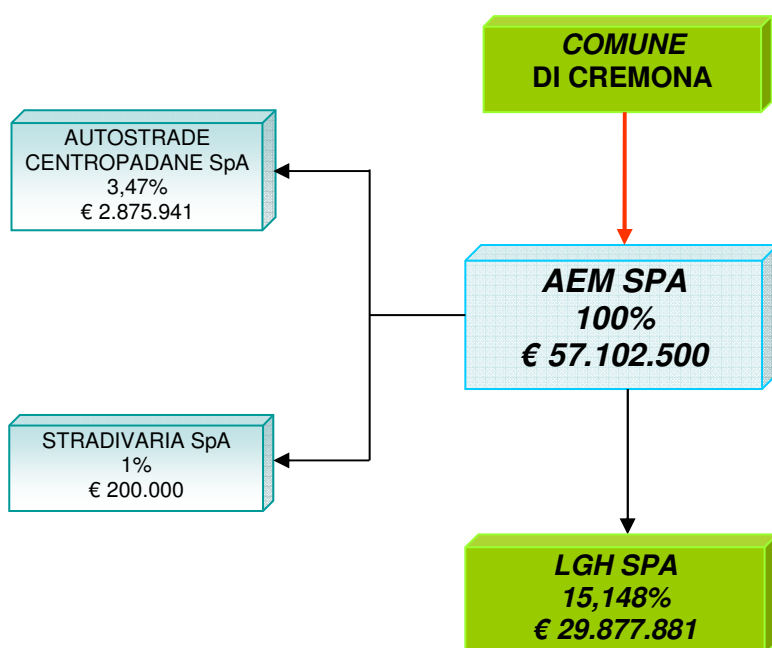 COMUNE
DI CREMONA
AUTOSTRADE
CENTROPADANE SpA
3,47%
€ 2.875.941
AEM SPA
100%
€ 57.102.500
STRADIVARIA SpA
1%
€ 200.000
LGH SPA
15,148%
€ 29.877.881